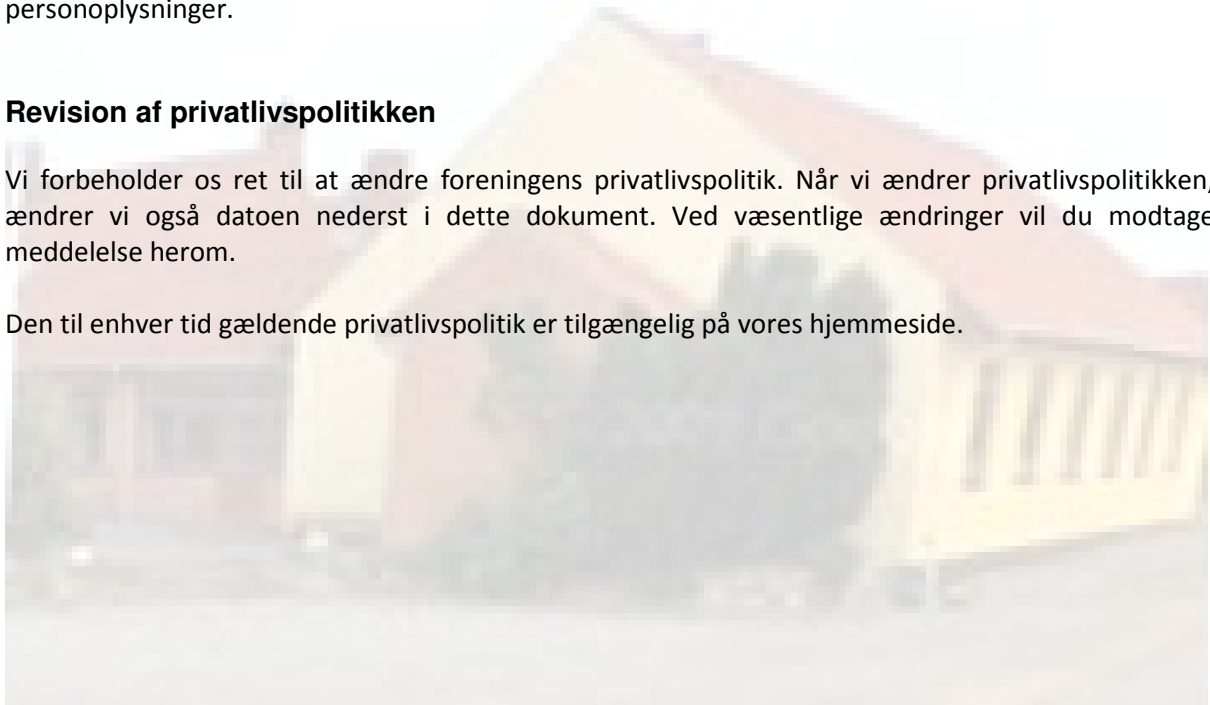 personoplysninger.
Revision af privatlivspolitikken
Vi forbeholder os ret til at ændre foreningens privatlivspolitik. Når vi ændrer privatlivspolitikken,
ændrer vi også datoen nederst i dette dokument. Ved væsentlige ændringer vil du modtage
meddelelse herom.
Den til enhver tid gældende privatlivspolitik er tilgængelig på vores hjemmeside.